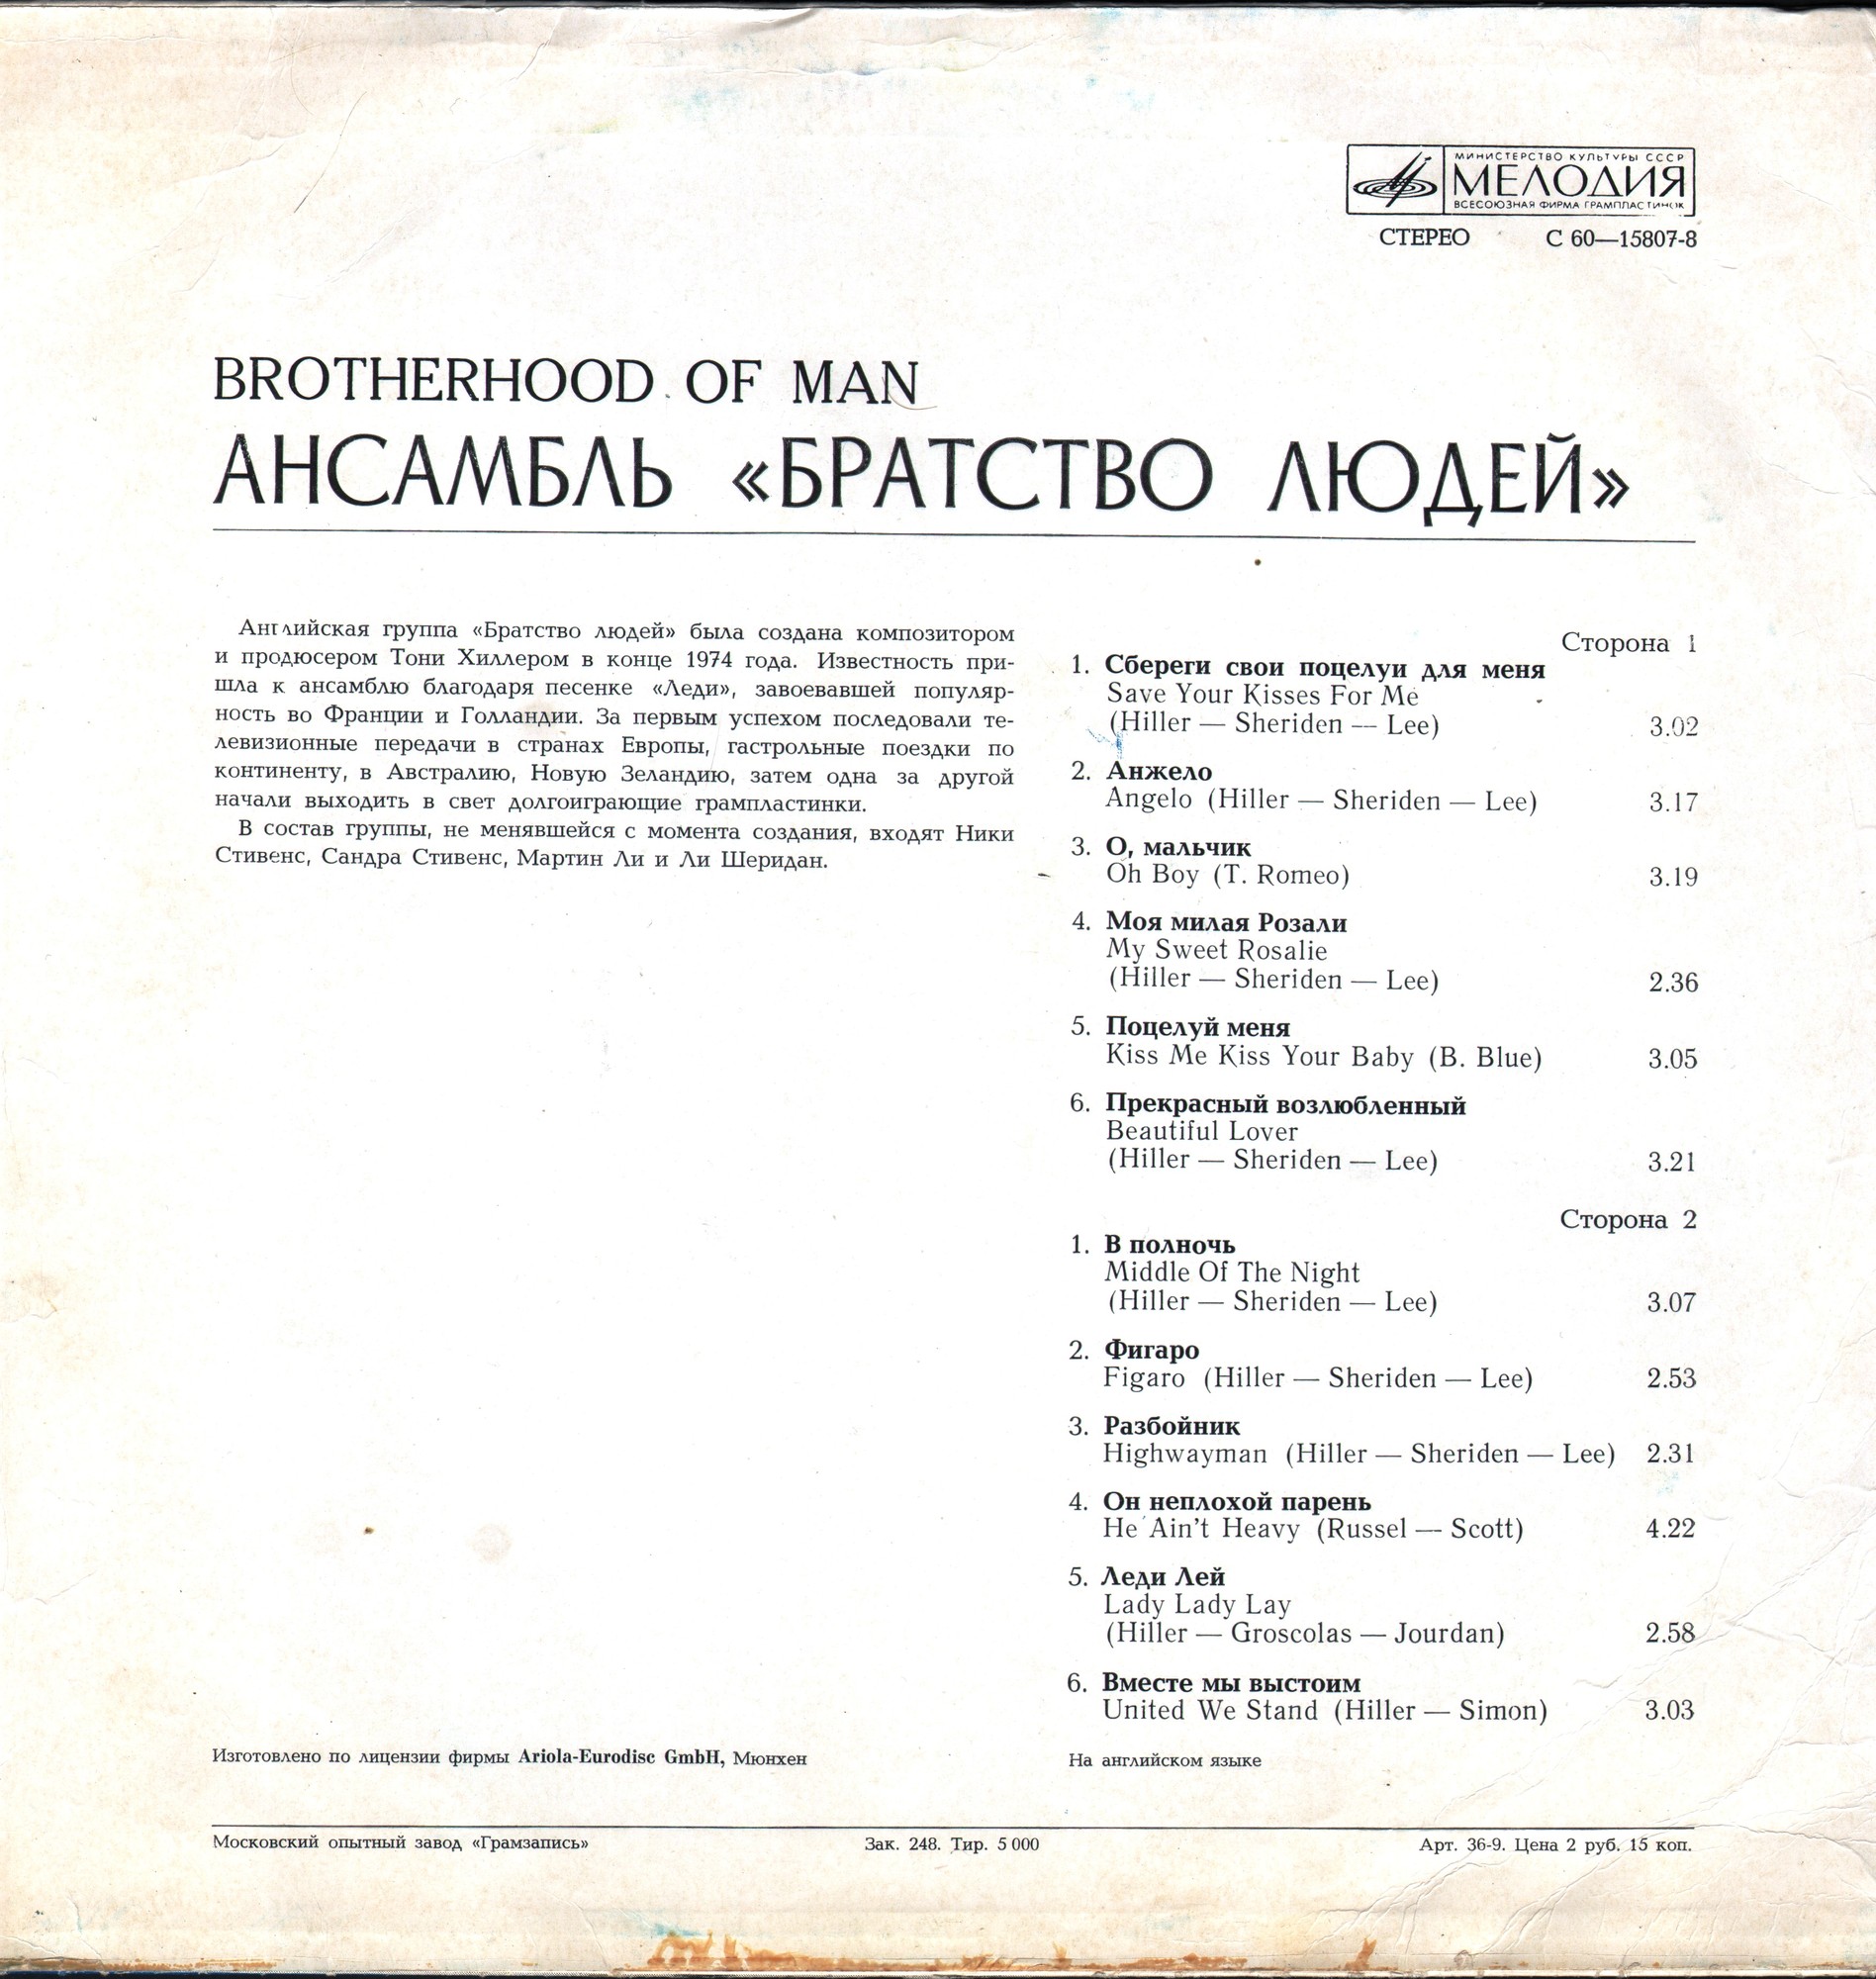 МИНИСТЕРСТВО КУЛЬТУРЫ СССР
МЕЛОДИЯ
ВСЕСОЮЗНАЯ ФИРМА ГРАМПЛАСТИНОК
СТЕРЕО С 60—15807-8
BROTHERHOOD OF MAN
АНСАМБЛЬ «БРАТСТВО ЛЮДЕЙ»
Английская группа «Братство людей» была создана композитором
и продюсером Тони Хиллером в конце 1974 года. Известность при-
шла к ансамблю благодаря песенке «Леди», завоевавшей популяр-
ность во Франции и Голландии. За первым успехом последовали те-
левизионные передачи в странах Европы, гастрольные поездки по
континенту, в Австралию, Новую Зеландию, затем одна за другой
начали выходить в свет долгоиграющие грампластинки.
В состав группы, не менявшейся с момента создания, входят Ники
Стивенс, Сандра Стивенс, Мартин Ли и Ли Шеридан.
Сторона 1
1. Сбереги свои поцелуи для меня
Save Your Kisses For Me
(Hiller — Sheriden — Lee) 3.02
2. Анжело
Angelo (Hiller — Sheriden — Lee) 3.17
3. О, мальчик
Oh Boy (T. Romeo) 3.19
4. Моя милая Розали
My Sweet Rosalie
(Hiller — Sheriden — Lee) 2.36
5. Поцелуй меня
Kiss Me Kiss Your Baby (B. Blue) 3.05
6. Прекрасный возлюбленный
Beautiful Lover
(Hiller — Sheriden — Lee) 3.21
Сторона 2
1. В полночь
Middle Of The Night
(Hiller — Sheriden — Lee) 3.07
2. Фигаро
Figaro (Hiller — Sheriden — Lee) 2.53
3. Разбойник
Highwayman (Hiller — Sheriden — Lee) 2.31
4. Он неплохой парень
He Ain't Heavy (Russel — Scott) 4.22
5. Леди Лей
Lady Lady Lay
(Hiller — Groscolas — Jourdan) 2.58
6. Вместе мы выстоим
United We Stand (Hiller — Simon) 3.03
Изготовлено по лицензии фирмы Ariola-Eurodisc GmbH, Мюнхен
На английском языке
Московский опытный завод «Грамзапись» Зак. 248. Тир. 5 000 Арт. 36-9. Цена 2 руб. 15 коп.